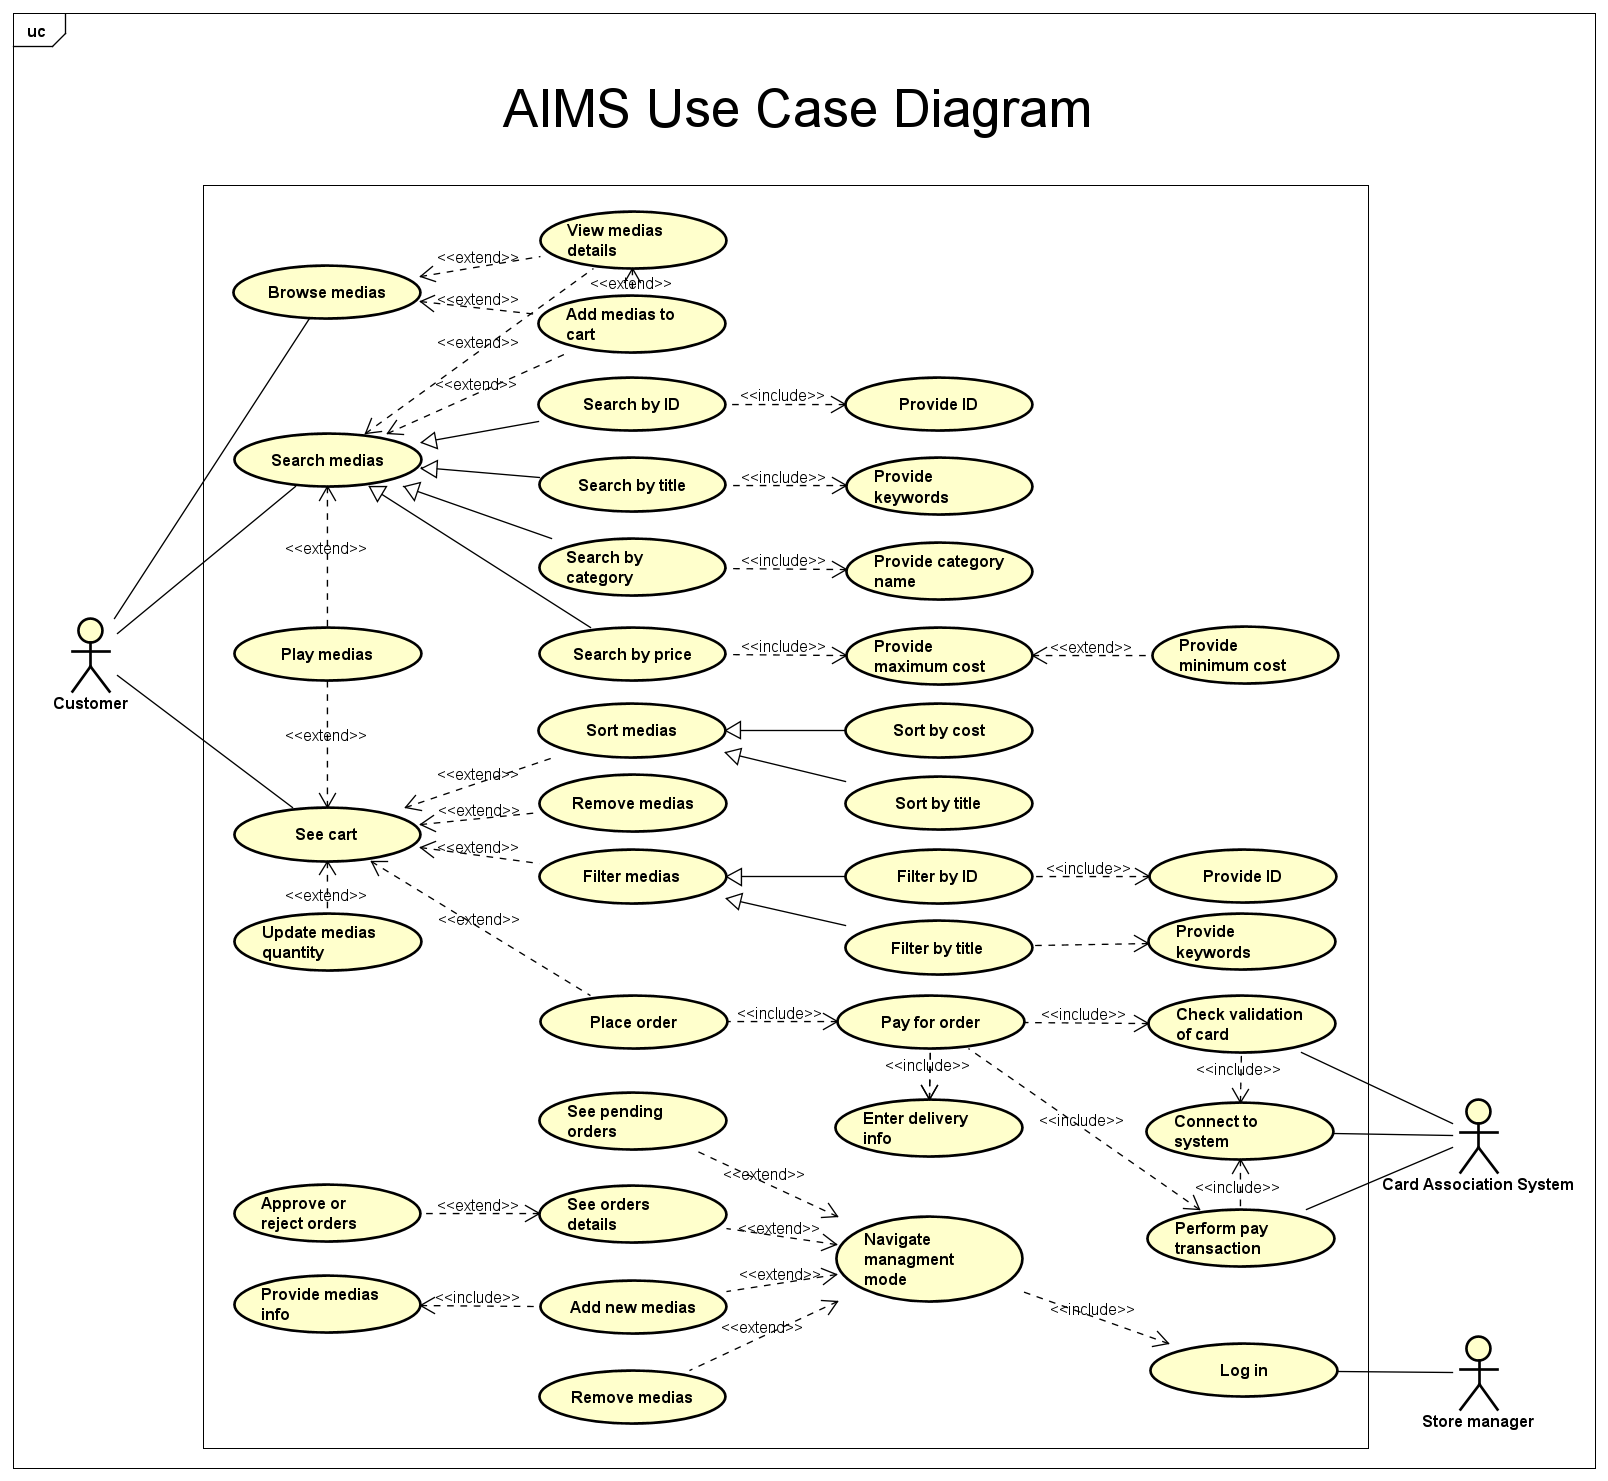 uc
AIMS Use Case Diagram
View medias
details
<<extend>>
Browse medias
<<extend>>
<<extend>>
Add medias to
cart
<<extend>>
<<extend>>
Search by ID
<<include>>
Provide ID
Search medias
Search by title
<<include>>
Provide
keywords
<<extend>>
Search by
category
<<include>>
Provide category
name
Play medias
Search by price
<<include>>
Provide
maximum cost
<<extend>>
Provide
minimum cost
Customer
<<extend>>
Sort medias
Sort by cost
<<extend>>
Remove medias
Sort by title
<<extend>>
See cart
<<extend>>
Filter medias
Filter by ID
<<include>>
Provide ID
<<extend>>
Update medias
quantity
<<extend>>
Filter by title
Provide
keywords
Place order
<<include>>
Pay for order
<<include>>
Check validation
of card
<<include>>
<<include>>
See pending
orders
Enter delivery
info
<<include>>
Connect to
system
Card Association System
<<extend>>
<<include>>
Approve or
reject orders
<<extend>>
See orders
details
<<extend>>
Navigate
managment
mode
Perform pay
transaction
<<extend>>
Provide medias
info
<<include>>
Add new medias
<<extend>>
<<include>>
Remove medias
Log in
Store manager